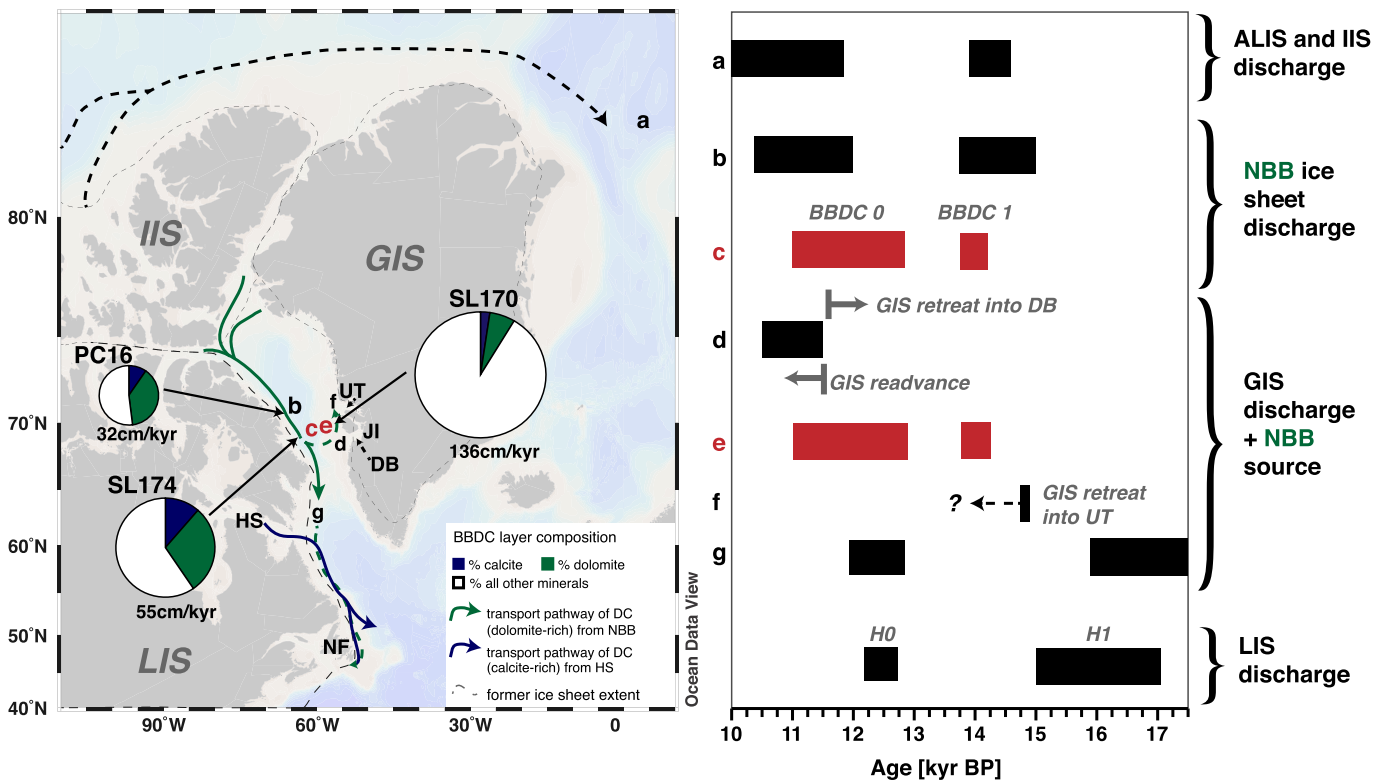 a
80°N
70°N
60°N
50°N
40°N
IIS
GIS
SL170
136cm/kyr
PC16
32cm/kyr
b
f
UT
ce
d
JI
DB
SL174
55cm/kyr
HS
g
NF
LIS
BBDC layer composition
% calcite
% dolomite
% all other minerals
transport pathway of DC
(dolomite-rich) from NBB
transport pathway of DC
(calcite-rich) from HS
former ice sheet extent
90°W
60°W
30°W
0
Ocean Data View
a
ALIS and IIS
discharge
b
BBDC 0
BBDC 1
c
NBB ice
sheet
discharge
GIS retreat into DB
d
GIS readvance
e
f
?
GIS retreat
into UT
g
GIS
discharge
+ NBB
source
H0
H1
LIS
discharge
10
11
12
13
14
15
16
17
Age [kyr BP]